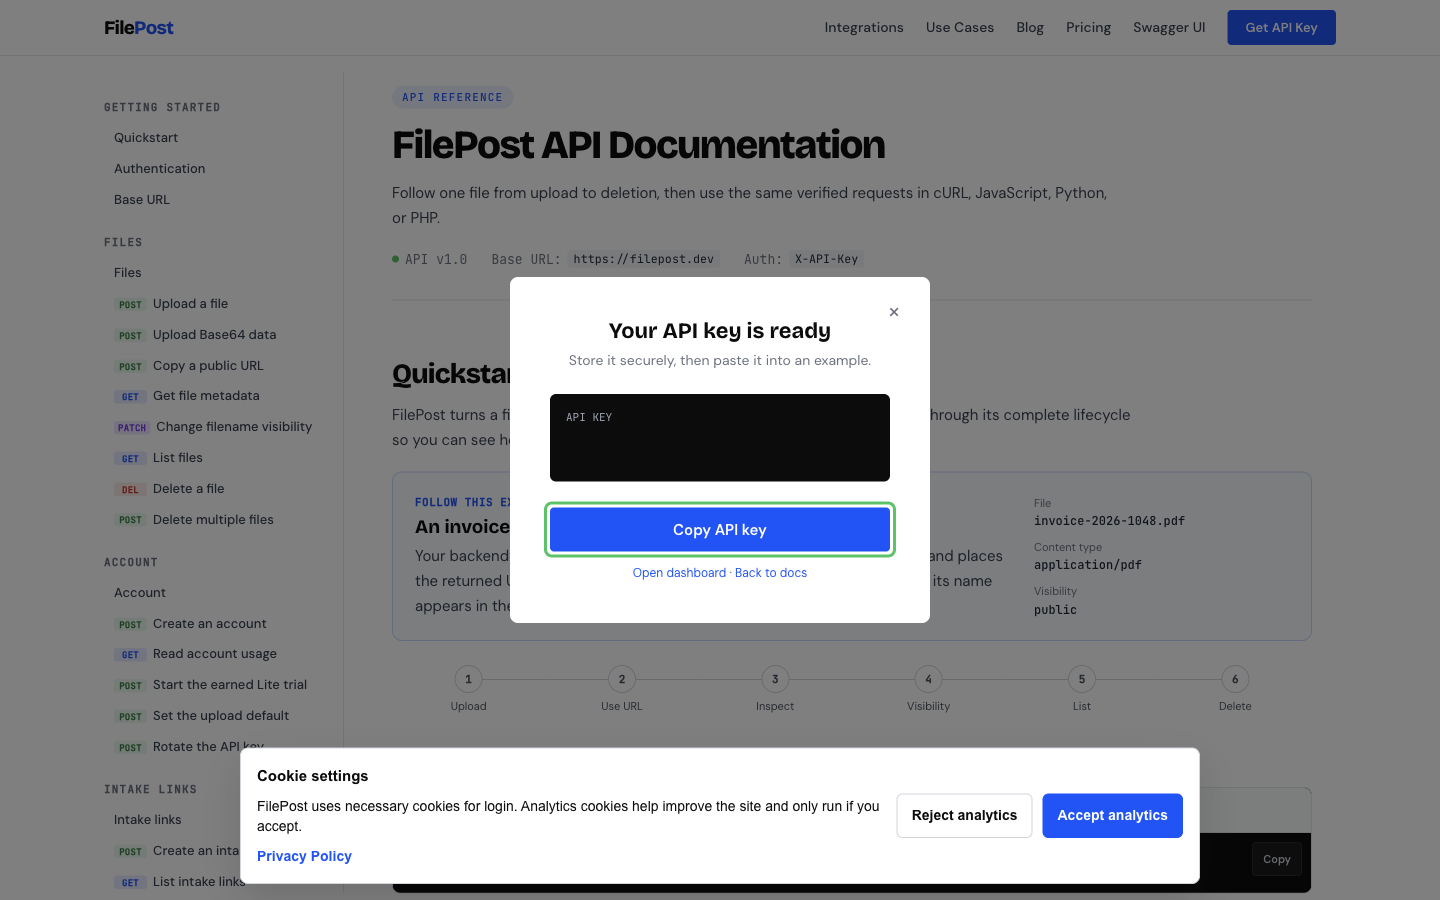 FilePost
Integrations
Use Cases
Blog
Pricing
Swagger UI
Get API Key
GETTING STARTED
Quickstart
Authentication
Base URL
FILES
Files
POST Upload a file
POST Upload Base64 data
POST Copy a public URL
GET Get file metadata
PATCH Change filename visibility
GET List files
DEL Delete a file
POST Delete multiple files
ACCOUNT
Account
POST Create an account
GET Read account usage
POST Start the earned Lite trial
POST Set the upload default
POST Rotate the API key
INTAKE LINKS
Intake links
POST Create an inta
GET List intake links
API REFERENCE
FilePost API Documentation
Follow one file from upload to deletion, then use the same verified requests in cURL, JavaScript, Python,
or PHP.
API v1.0 Base URL: https://filepost.dev Auth: X-API-Key
Quickstar
FilePost turns a fi hrough its complete lifecycle
so you can see h
FOLLOW THIS EX
An invoice
Your backend and places
the returned its name
appears in the
File
invoice-2026-1048.pdf
Content type
application/pdf
Visibility
public
1 2 3 4 5 6
Upload Use URL Inspect Visibility List Delete
Copy
×
Your API key is ready
Store it securely, then paste it into an example.
API KEY
Copy API key
Open dashboard · Back to docs
Cookie settings
FilePost uses necessary cookies for login. Analytics cookies help improve the site and only run if you
accept.
Privacy Policy
Reject analytics
Accept analytics